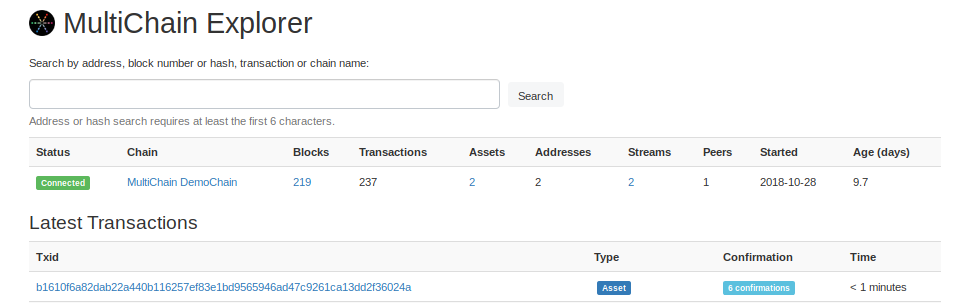 MultiChain Explorer
Search by address, block number or hash, transaction or chain name:
Search
Address or hash search requires at least the first 6 characters.
Status Chain Blocks Transactions Assets Addresses Streams Peers Started Age (days)
Connected MultiChain DemoChain 219 237 2 2 2 1 2018-10-28 9.7
Latest Transactions
Txid Type Confirmation Time
b1610f6a82dab22a440b116257ef83e1bd9565946ad47c9261ca13dd2f36024a Asset 6 confirmations < 1 minutes